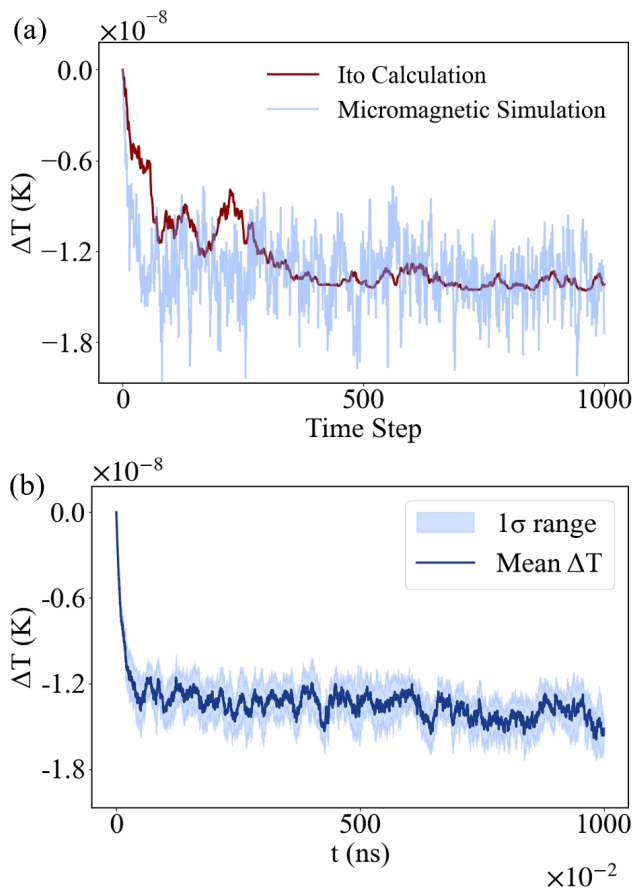 (a)
×10⁻⁸
0.0
−0.6
−1.2
−1.8
ΔT (K)
Ito Calculation
Micromagnetic Simulation
0
500
1000
Time Step
(b)
×10⁻⁸
0.0
-0.6
-1.2
-1.8
ΔT (K)
1σ range
Mean ΔT
0
500
1000
t (ns)
×10⁻²